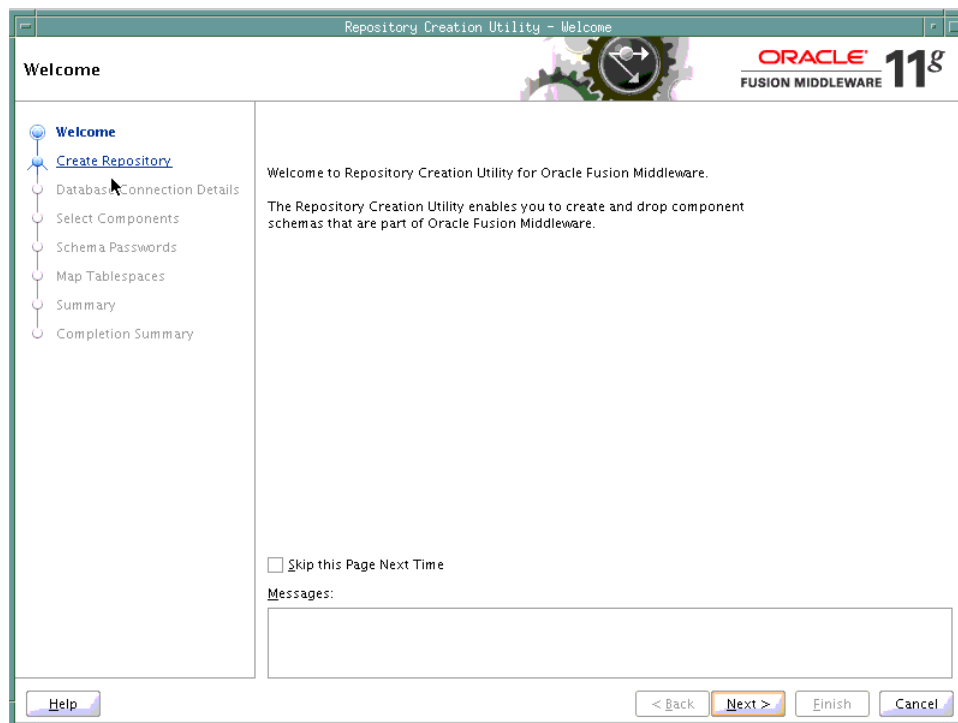 Repository Creation Utility - Welcome
Welcome
ORACLE
FUSION MIDDLEWARE
11g
Welcome
Create Repository
Database Connection Details
Select Components
Schema Passwords
Map Tablespaces
Summary
Completion Summary
Welcome to Repository Creation Utility for Oracle Fusion Middleware.
The Repository Creation Utility enables you to create and drop component
schemas that are part of Oracle Fusion Middleware.
Skip this Page Next Time
Messages:
Help
< Back
Next >
Finish
Cancel